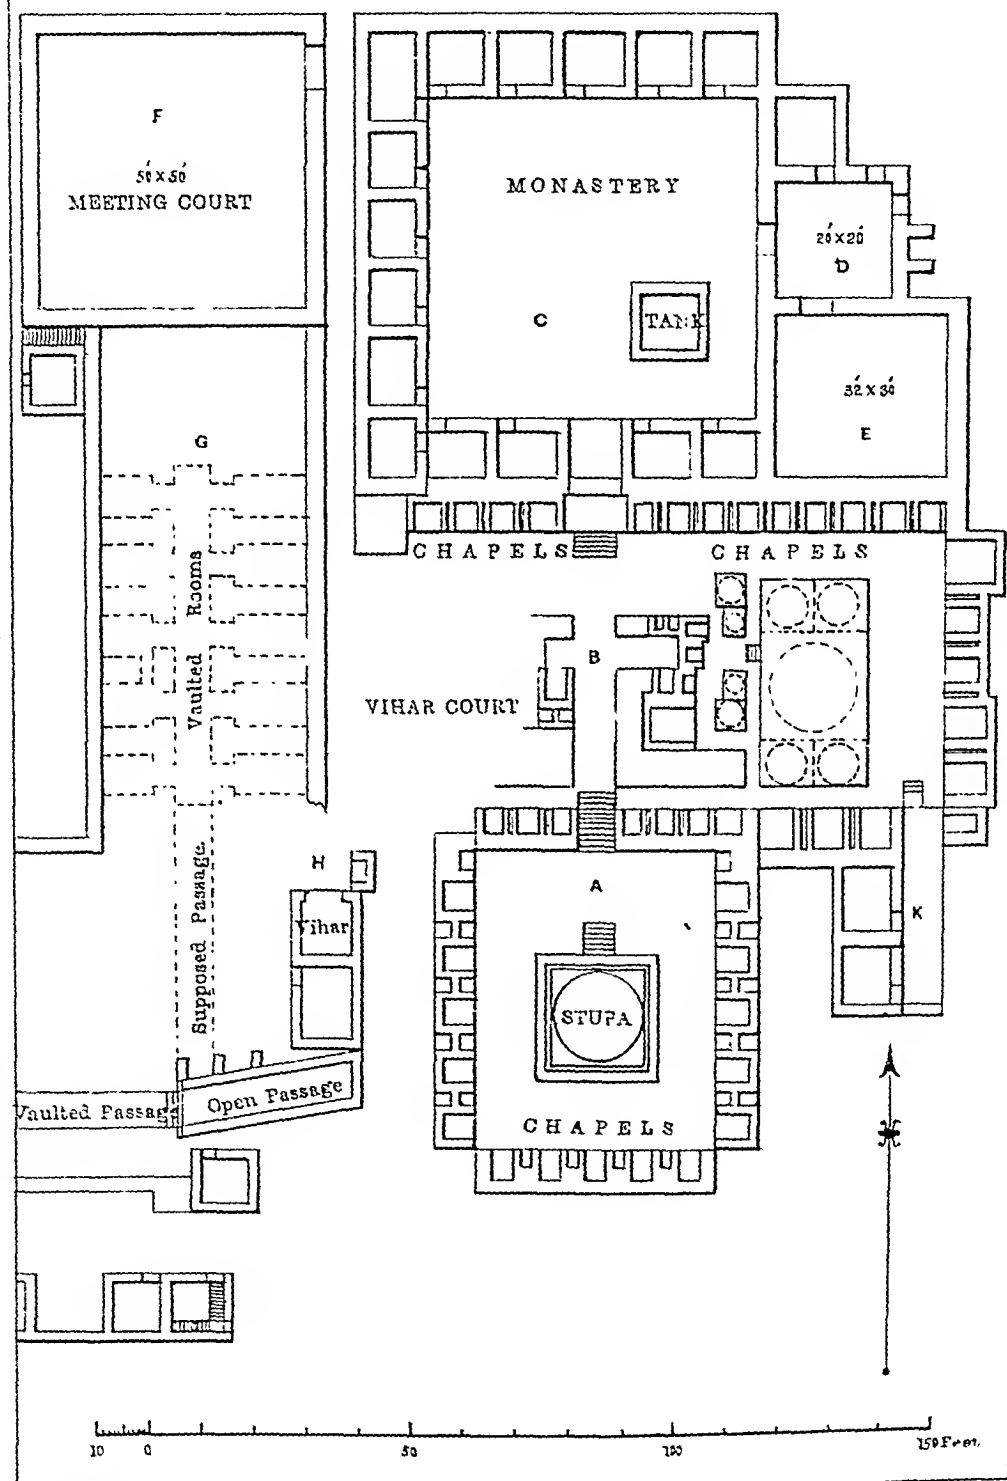 F
50' x 50'
MEETING COURT
MONASTERY
20' x 20'
D
C
TANK
32' x 30'
E
G
CHAPELS
CHAPELS
Vaulted Rooms
B
VIHAR COURT
Supposed Passage.
H
A
Vihar
K
STUPA
Vaulted Passage
Open Passage
CHAPELS
10 0 50 100 150 Feet.